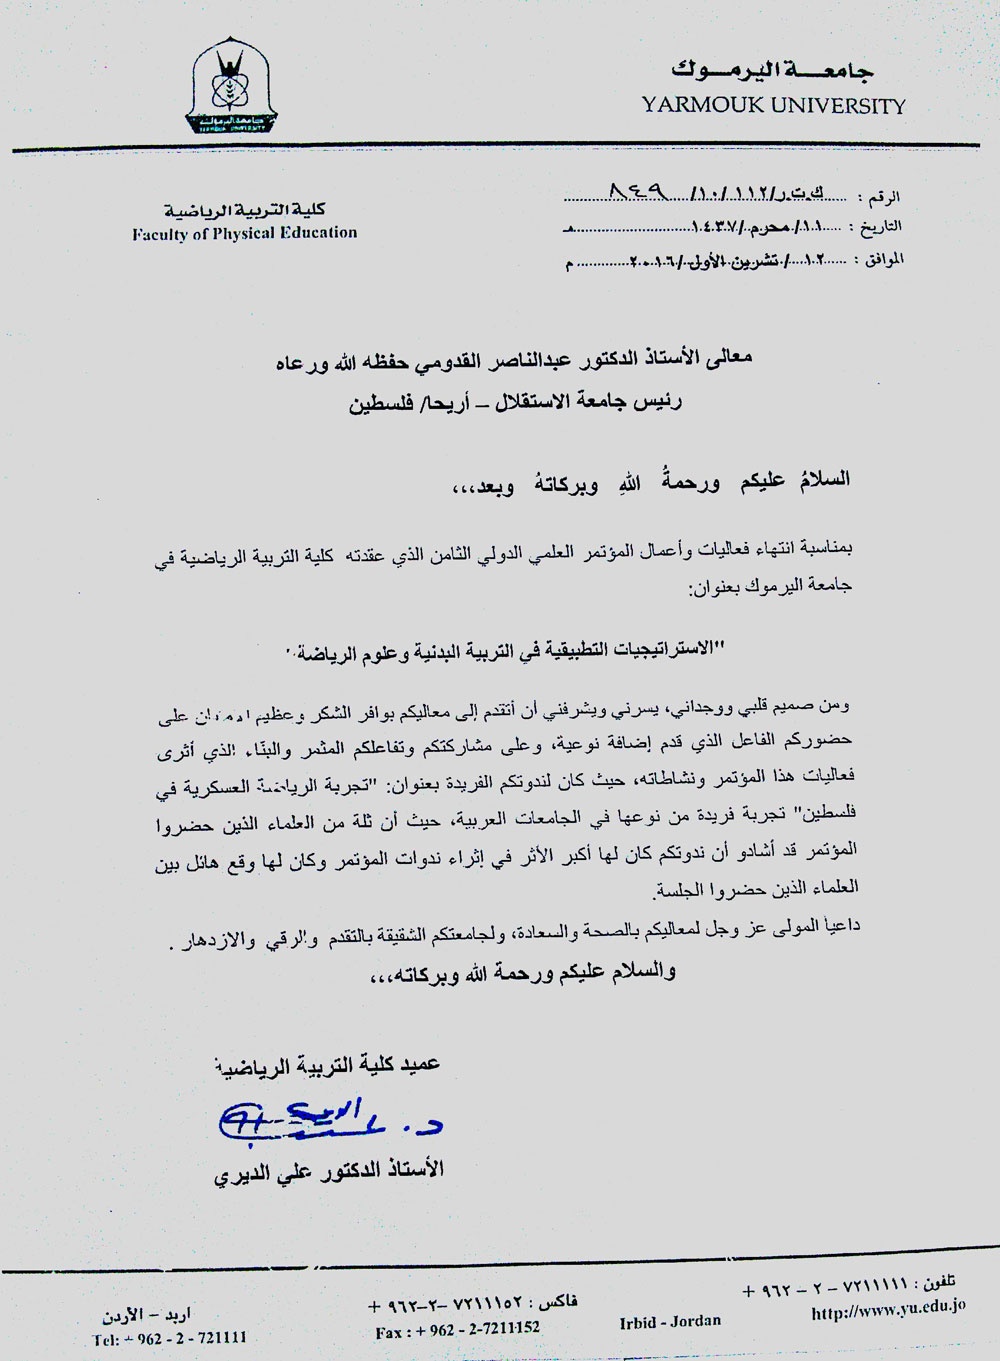 جامعة اليرموك
YARMOUK UNIVERSITY
جامعة اليرموك
YARMOUK UNIVERSITY
كلية التربية الرياضية
Faculty of Physical Education
الرقم : ك.ت.ر/١١٢/١٠/ ٨٤٩
التاريخ : ١١/ محرم/١٤٣٧ هـ
الموافق : ١٢/ تشرين الأول/٢٠١٦ م
معالى الأستاذ الدكتور عبدالناصر القدومي حفظه الله ورعاه
رئيس جامعة الاستقلال – أريحا/ فلسطين
السلامُ عليكم ورحمةُ اللهِ وبركاتهُ وبعد،،،
بمناسبة انتهاء فعاليات وأعمال المؤتمر العلمي الدولي الثامن الذي عقدته كلية التربية الرياضية في
جامعة اليرموك بعنوان:
"الاستراتيجيات التطبيقية في التربية البدنية وعلوم الرياضة"
ومن صميم قلبي ووجداني، يسرني ويشرفني أن أتقدم إلى معاليكم بوافر الشكر وعظيم على
حضوركم الفاعل الذي قدم إضافة نوعية، وعلى مشاركتكم وتفاعلكم المثمر والبنّاء الذي أثرى
فعاليات هذا المؤتمر ونشاطاته، حيث كان لندوتكم الفريدة بعنوان: "تجربة الرياضة العسكرية في
فلسطين" تجربة فريدة من نوعها في الجامعات العربية، حيث أن ثلة من العلماء الذين حضروا
المؤتمر قد أشادو أن ندوتكم كان لها أكبر الأثر في إثراء ندوات المؤتمر وكان لها وقع هائل بين
العلماء الذين حضروا الجلسة.
داعياً المولى عز وجل لمعاليكم بالصحة والسعادة، ولجامعتكم الشقيقة بالتقدم والرقي والازدهار .
والسلام عليكم ورحمة الله وبركاته،،،
عميد كلية التربية الرياضية
الأستاذ الدكتور علي الديري
تلفون : ٧٢١١١١١ – ٢ – ٩٦٢ +
فاكس : ٧٢١١١٥٢ –٢–٩٦٢ +
اربد – الأردن
http://www.yu.edu.jo
Irbid - Jordan
Fax : + 962 - 2-7211152
Tel: + 962 - 2 - 721111